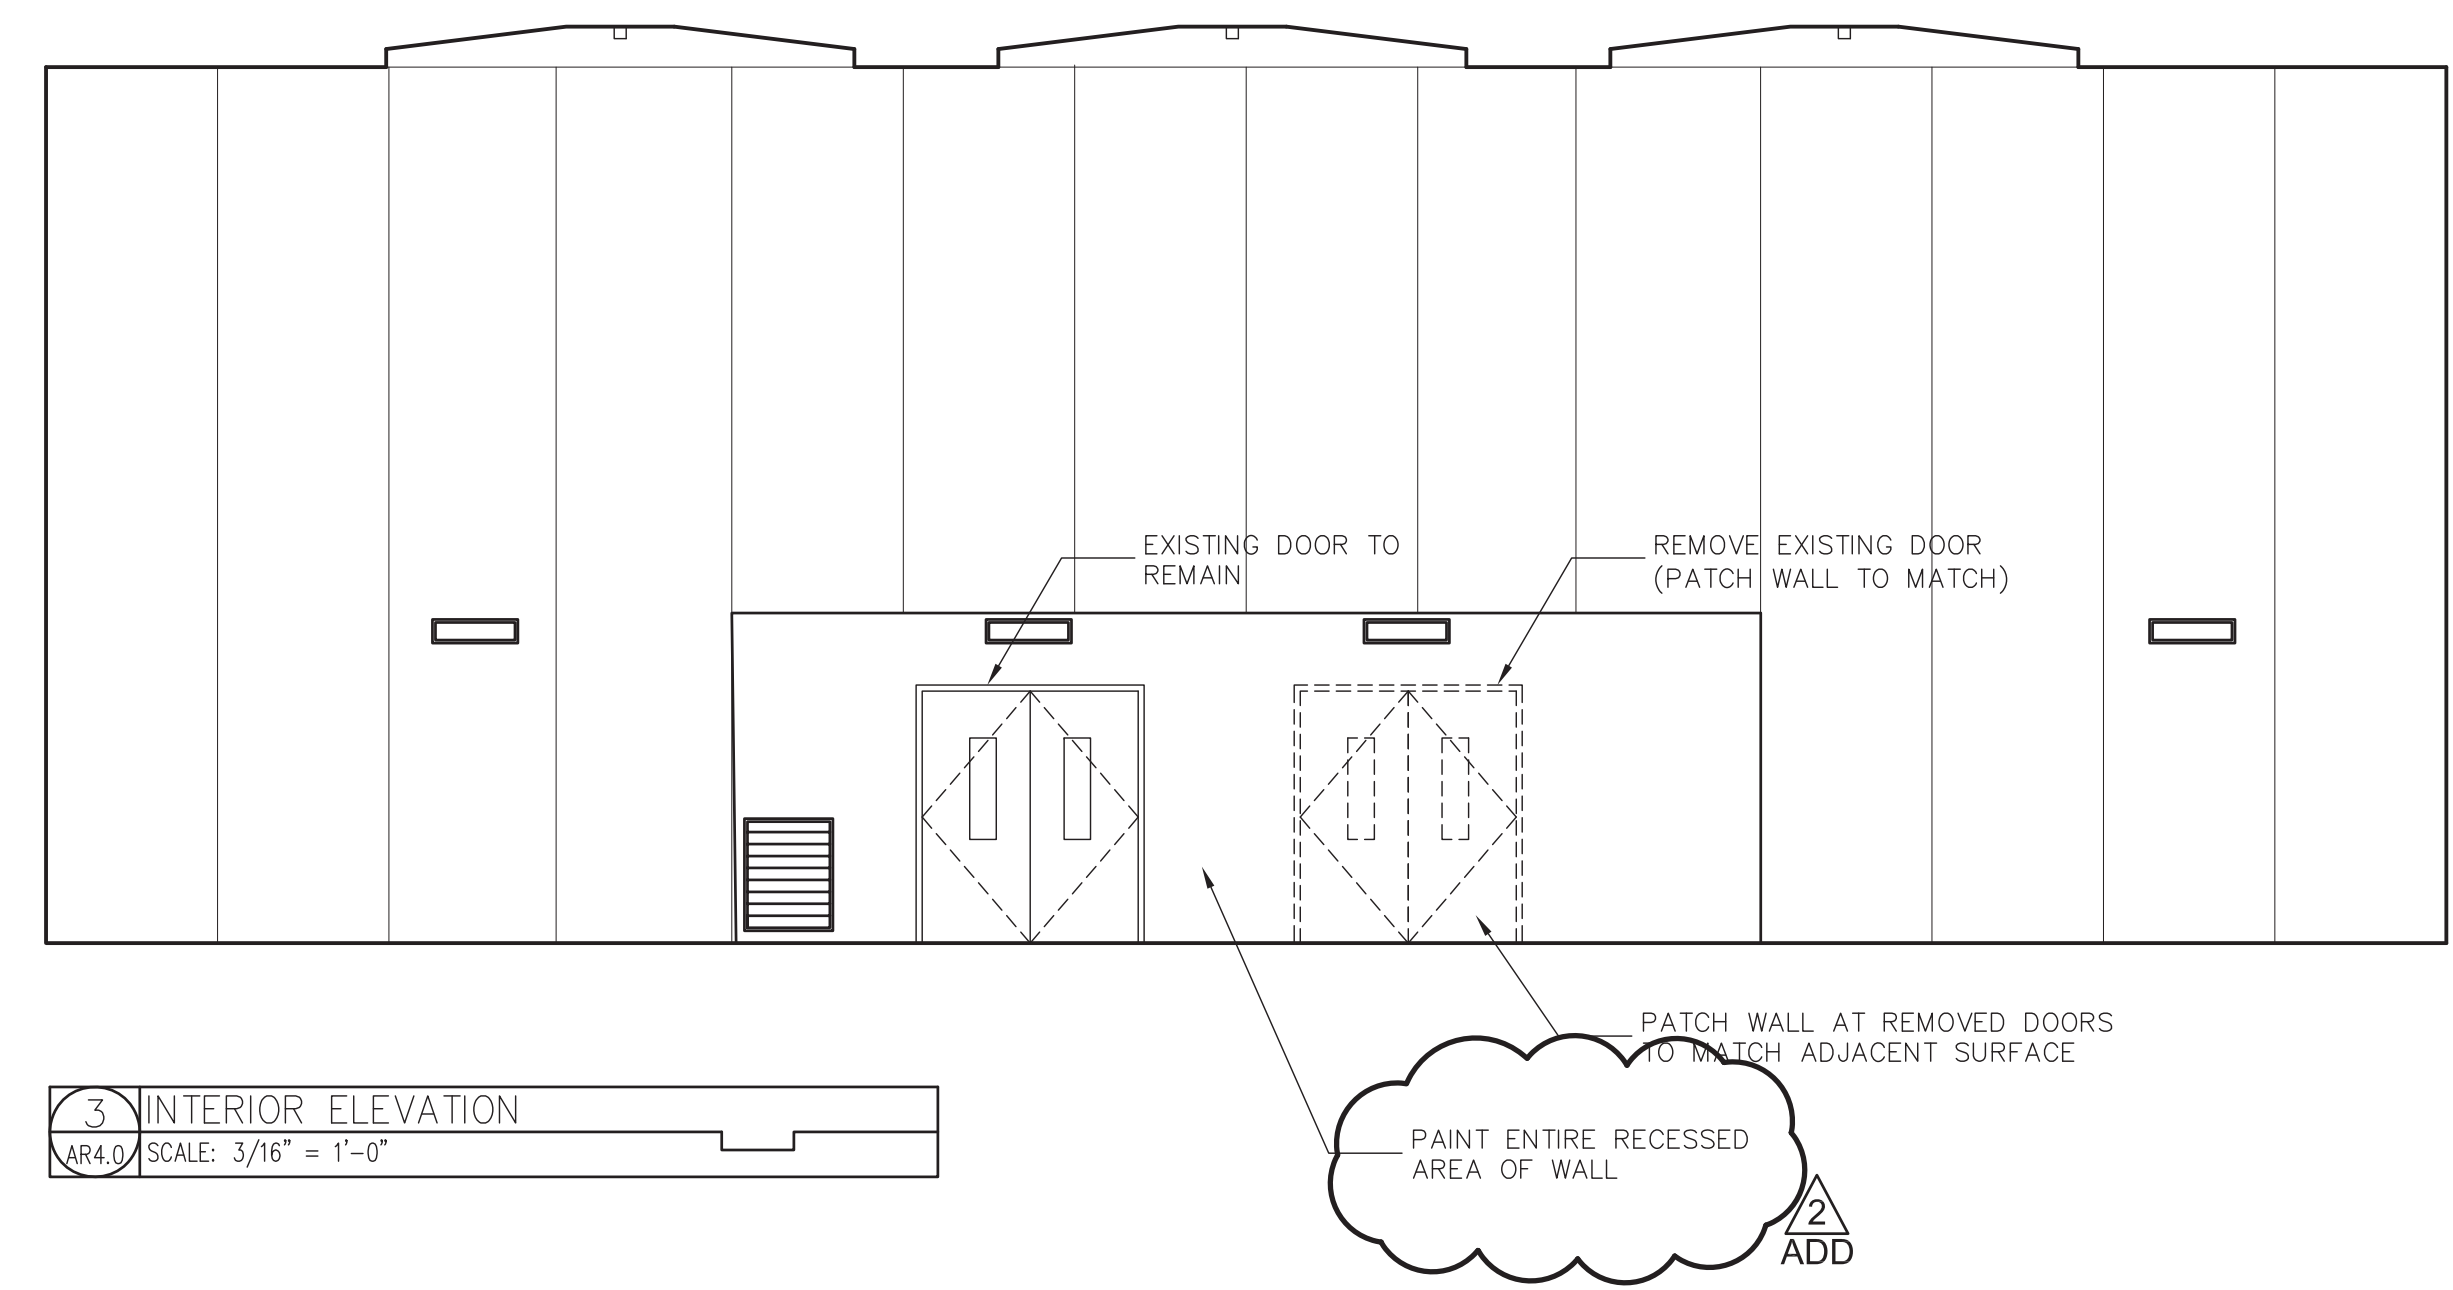 EXISTING DOOR TO
REMAIN
REMOVE EXISTING DOOR
(PATCH WALL TO MATCH)
PATCH WALL AT REMOVED DOORS
TO MATCH ADJACENT SURFACE
3
INTERIOR ELEVATION
AR4.0
SCALE: 3/16" = 1'-0"
PAINT ENTIRE RECESSED
AREA OF WALL
2
ADD